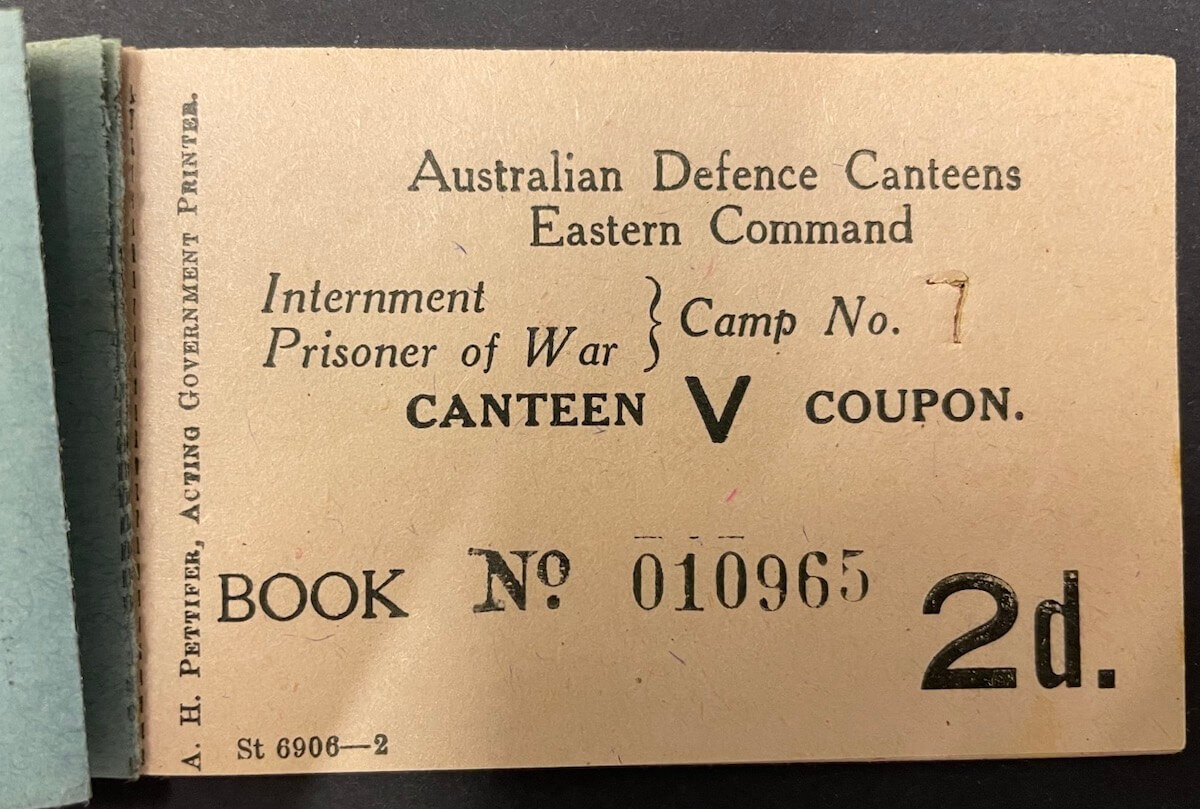 Australian Defence Canteens
Eastern Command
Internment
Prisoner of War } Camp No. 7
CANTEEN V COUPON.
BOOK No. 010965
2d.
St 6906—2
A. H. PETTIFER, ACTING GOVERNMENT PRINTER.